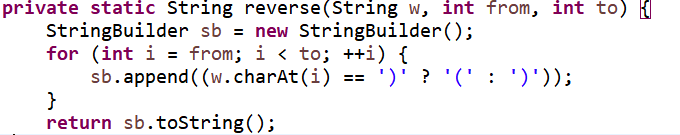 private static String reverse(String w, int from, int to) {
    StringBuilder sb = new StringBuilder();
    for (int i = from; i < to; ++i) {
        sb.append((w.charAt(i) == ')' ? '(' : ')'));
    }
    return sb.toString();